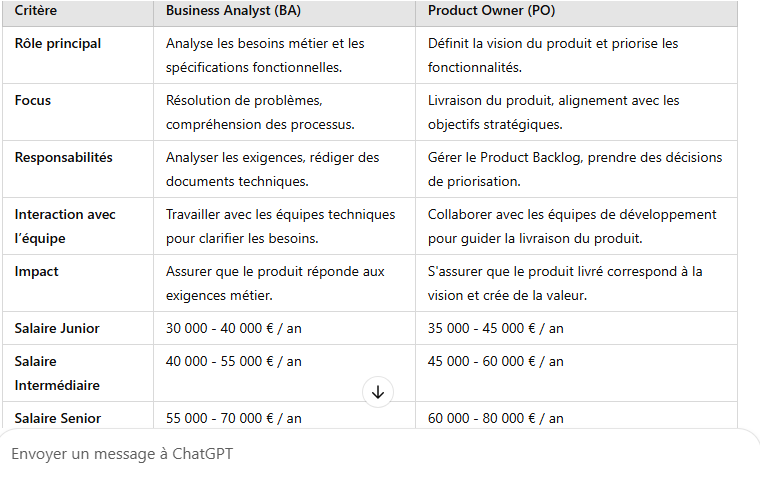 Critère Business Analyst (BA) Product Owner (PO)
Rôle principal Analyse les besoins métier et les Définit la vision du produit et priorise les
spécifications fonctionnelles. fonctionnalités.
Focus Résolution de problèmes, Livraison du produit, alignement avec les
compréhension des processus. objectifs stratégiques.
Responsabilités Analyser les exigences, rédiger des Gérer le Product Backlog, prendre des décisions
documents techniques. de priorisation.
Interaction avec Travailler avec les équipes techniques Collaborer avec les équipes de développement
l’équipe pour clarifier les besoins. pour guider la livraison du produit.
Impact Assurer que le produit réponde aux S'assurer que le produit livré correspond à la
exigences métier. vision et crée de la valeur.
Salaire Junior 30 000 - 40 000 € / an 35 000 - 45 000 € / an
Salaire 40 000 - 55 000 € / an 45 000 - 60 000 € / an
Intermédiaire
Salaire Senior 55 000 - 70 000 € / an 60 000 - 80 000 € / an
Envoyer un message à ChatGPT